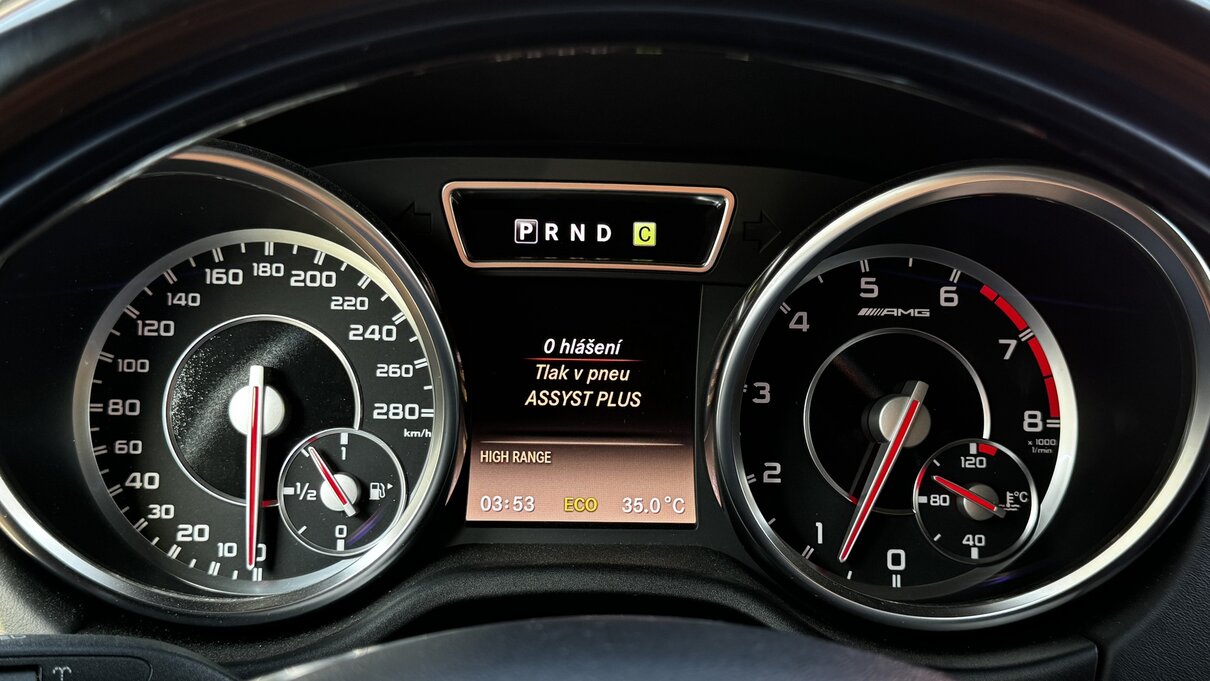 P R N D C
0 hlášení
Tlak v pneu
ASSYST PLUS
HIGH RANGE
03:53 ECO 35.0°C
0 10 20 30 40 60 80 100 120 140 160 180 200 220 240 260 280
km/h
1
1/2
0
AMG
0 1 2 3 4 5 6 7 8
x 1000
1/min
120
80
°C
40